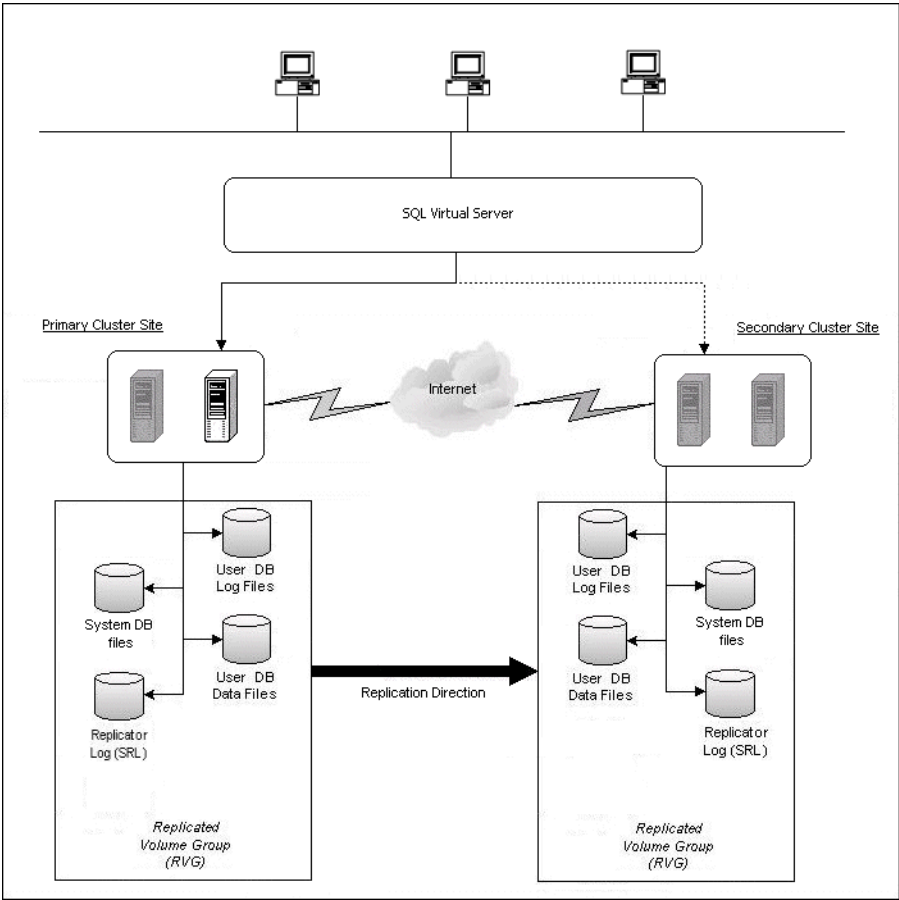 SQL Virtual Server
Primary Cluster Site
Secondary Cluster Site
Internet
User DB
Log Files
System DB
files
User DB
Data Files
Replicator
Log (SRL)
Replicated
Volume Group
(RVG)
Replication Direction
User DB
Log Files
System DB
files
User DB
Data Files
Replicator
Log (SRL)
Replicated
Volume Group
(RVG)